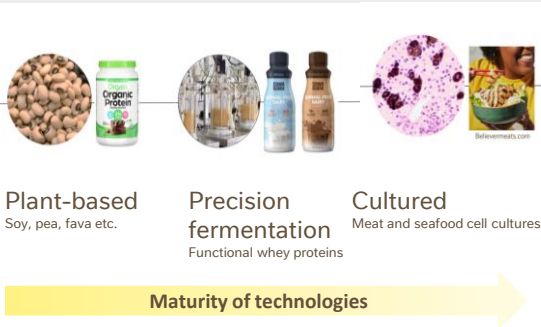 Orgain
Organic
Protein
Believermeats.com
Plant-based
Soy, pea, fava etc.
Precision
fermentation
Functional whey proteins
Cultured
Meat and seafood cell cultures
Maturity of technologies